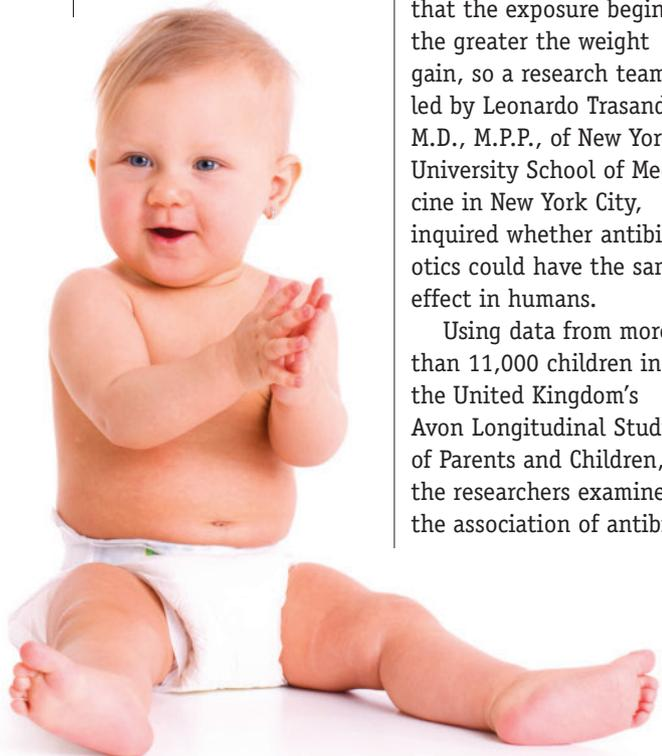 that the exposure begin
the greater the weight
gain, so a research team
led by Leonardo Trasand
M.D., M.P.P., of New Yor
University School of Me
cine in New York City,
inquired whether antibi
otics could have the sam
effect in humans.
Using data from more
than 11,000 children in
the United Kingdom’s
Avon Longitudinal Stud
of Parents and Children,
the researchers examine
the association of antibi